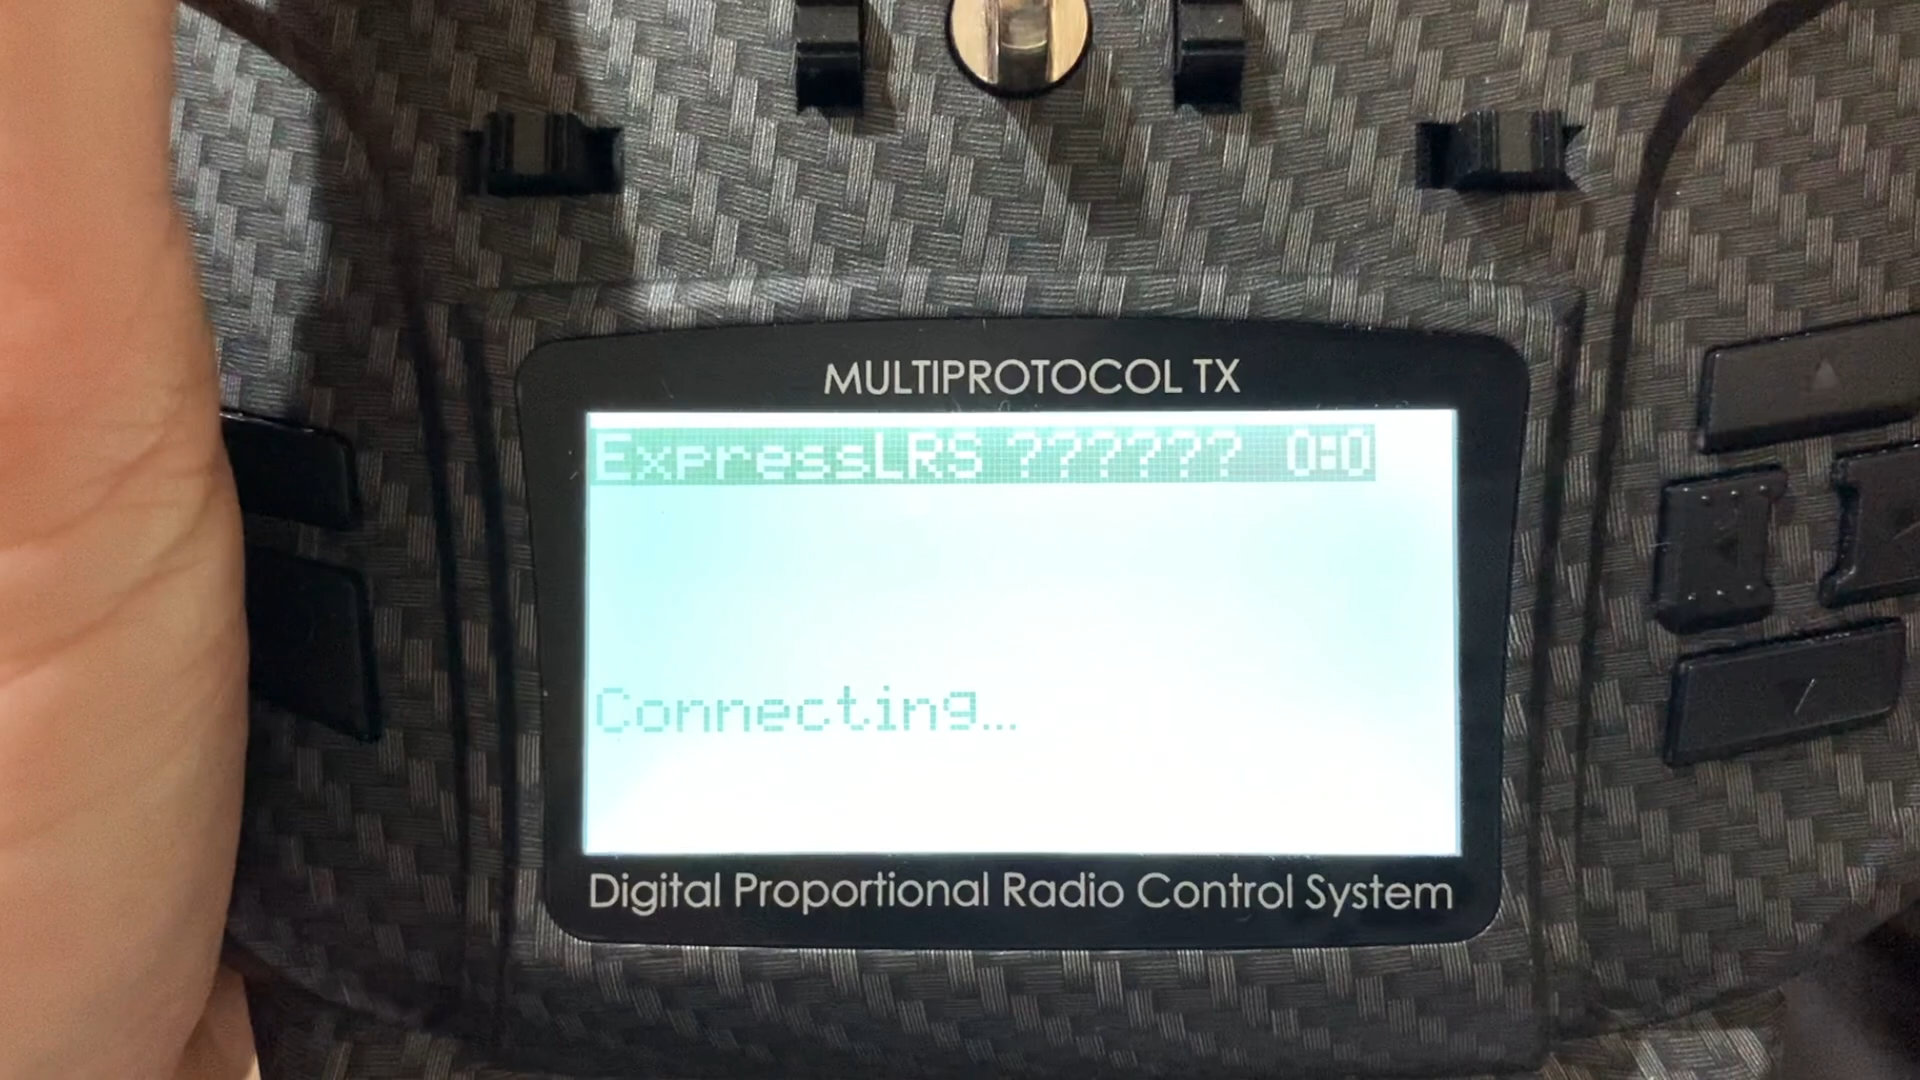 MULTIPROTOCOL TX
ExpressLRS ?????? 0:0
Connecting...
Digital Proportional Radio Control System